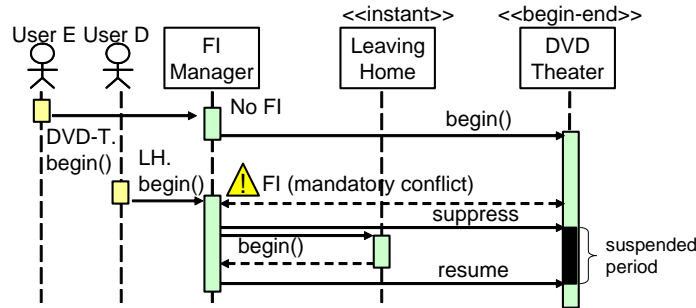 <<instant>>
<<begin-end>>
User E
User D
FI
Manager
Leaving
Home
DVD
Theater
No FI
begin()
DVD-T.
begin()
LH.
begin()
!
FI (mandatory conflict)
suppress
begin()
suspended
period
resume